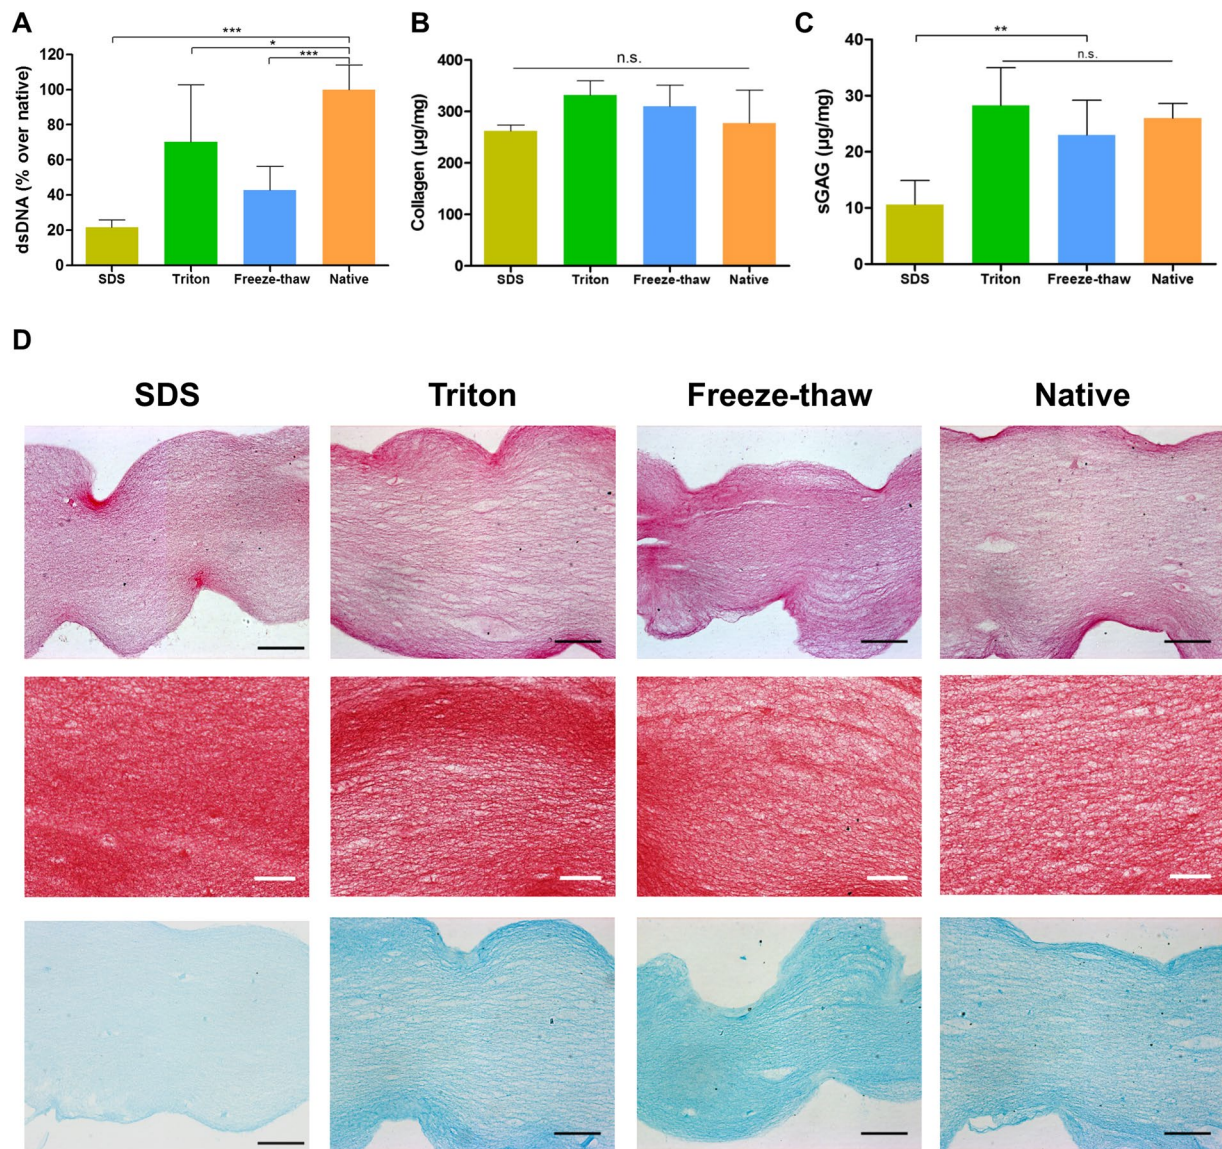 A
dsDNA (% over native)
120
100
80
60
40
20
0
***
*
***
SDS Triton Freeze-thaw Native
B
Collagen (µg/mg)
400
300
200
100
0
n.s.
SDS Triton Freeze-thaw Native
C
sGAG (µg/mg)
40
30
20
10
0
**
n.s.
SDS Triton Freeze-thaw Native
D
SDS Triton Freeze-thaw Native